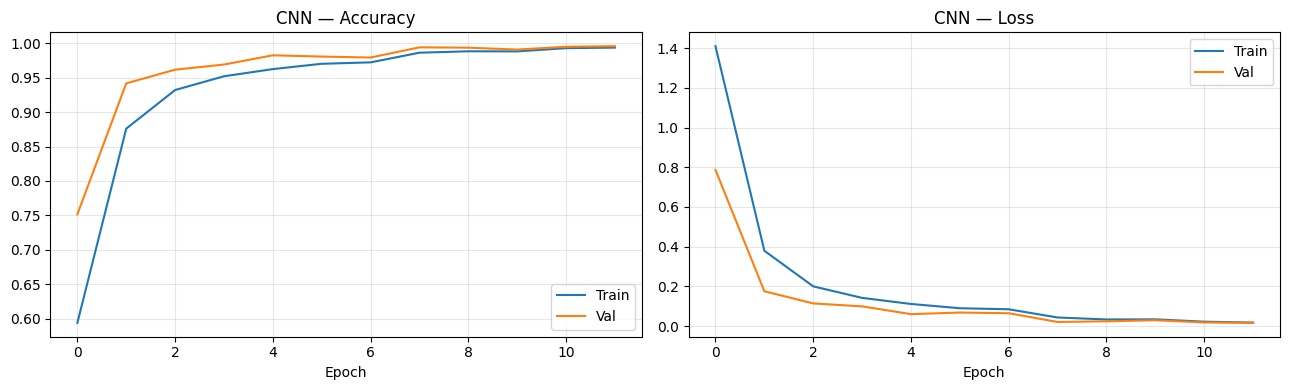 CNN — Accuracy
1.00
0.95
0.90
0.85
0.80
0.75
0.70
0.65
0.60
Train
Val
0 2 4 6 8 10
Epoch
CNN — Loss
1.4
1.2
1.0
0.8
0.6
0.4
0.2
0.0
Train
Val
0 2 4 6 8 10
Epoch